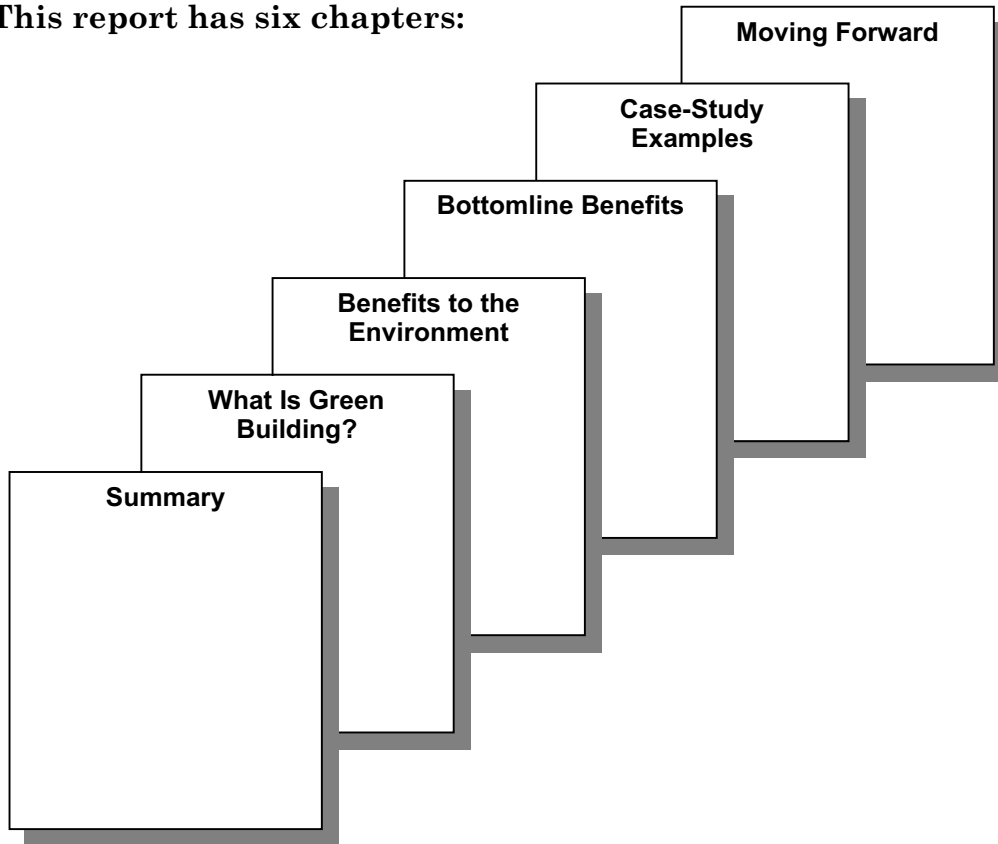 This report has six chapters:
Moving Forward
Case-Study
Examples
Bottomline Benefits
Benefits to the
Environment
What Is Green
Building?
Summary